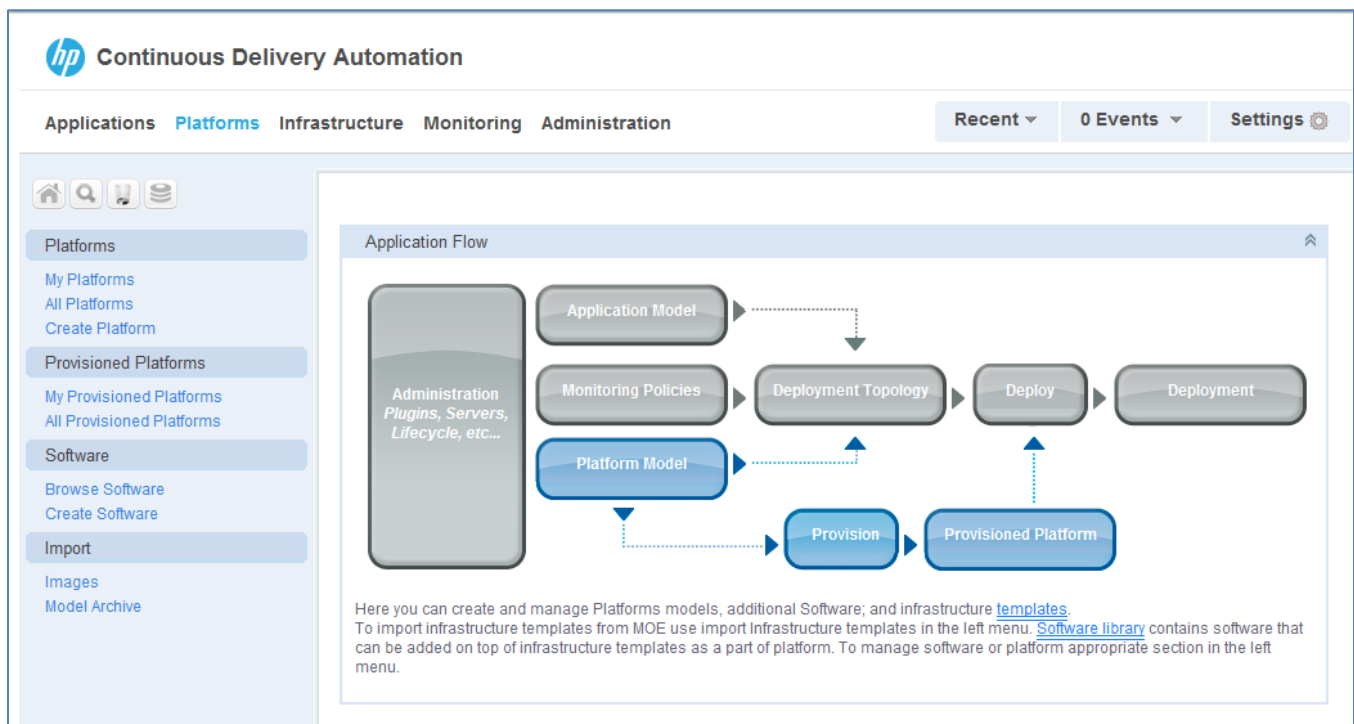 hp Continuous Delivery Automation
Applications Platforms Infrastructure Monitoring Administration
Recent 0 Events Settings
Platforms
My Platforms
All Platforms
Create Platform
Provisioned Platforms
My Provisioned Platforms
All Provisioned Platforms
Software
Browse Software
Create Software
Import
Images
Model Archive
Application Flow
Administration
Plugins, Servers,
Lifecycle, etc...
Application Model
Monitoring Policies
Deployment Topology
Deploy
Deployment
Platform Model
Provision
Provisioned Platform
Here you can create and manage Platforms models, additional Software; and infrastructure templates.
To import infrastructure templates from MOE use import Infrastructure templates in the left menu. Software library contains software that
can be added on top of infrastructure templates as a part of platform. To manage software or platform appropriate section in the left
menu.